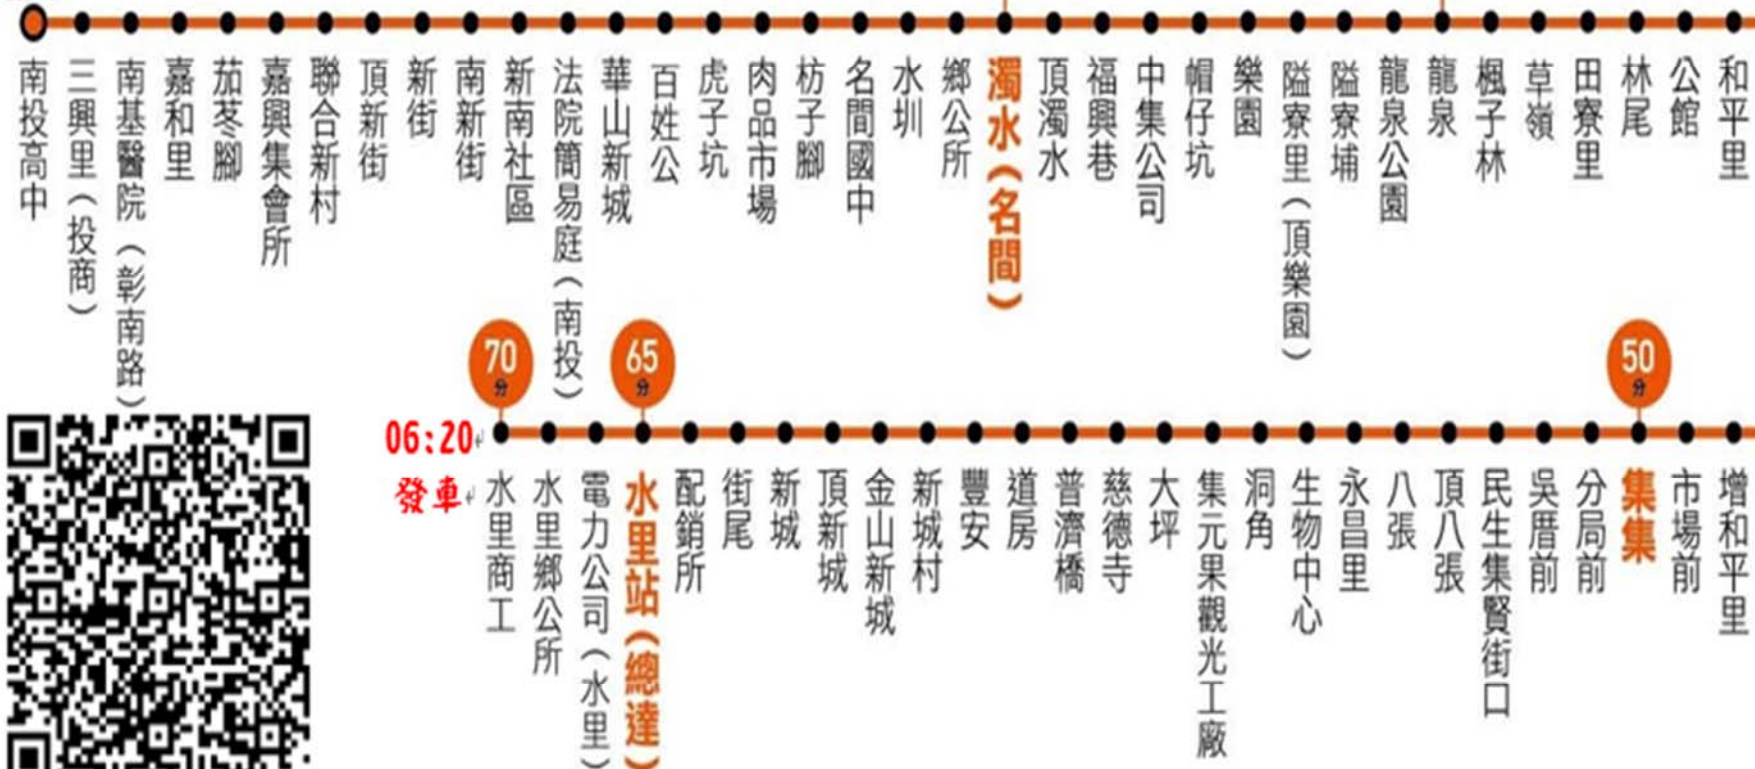 南投高中
三興里（投商）
南基醫院（彰南路）
嘉和里
茄苳腳
嘉興集會所
聯合新村
頂新街
新街
南新街
新南社區
法院簡易庭（南投）
華山新城
百姓公
虎子坑
肉品市場
枋子腳
名間國中
水圳
鄉公所
濁水（名間）
頂濁水
福興巷
中集公司
帽仔坑
樂園
隘寮里（頂樂園）
隘寮埔
龍泉公園
龍泉
楓子林
草嶺
田寮里
林尾
公館
和平里
70分
65分
50分
06:20
發車
水里商工
水里鄉公所
電力公司（水里）
水里站（總達）
配銷所
街尾
新城
頂新城
金山新城
新城村
豐安
道房
普濟橋
慈德寺
大坪
集元果觀光工廠
洞角
生物中心
永昌里
八張
頂八張
民生集賢街口
吳厝前
分局前
集集
市場前
增和平里